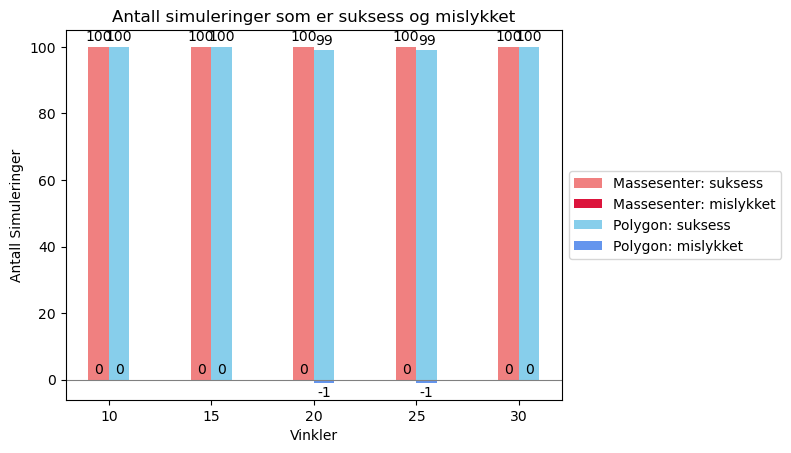 Antall simuleringer som er suksess og mislykket
100 100 100 100 100 99 100 99 100 100
100
80
60
40
20
0
0 0 0 0 0 0 0 0
-1 -1
10 15 20 25 30
Vinkler
Antall Simuleringer
Massesenter: suksess
Massesenter: mislykket
Polygon: suksess
Polygon: mislykket